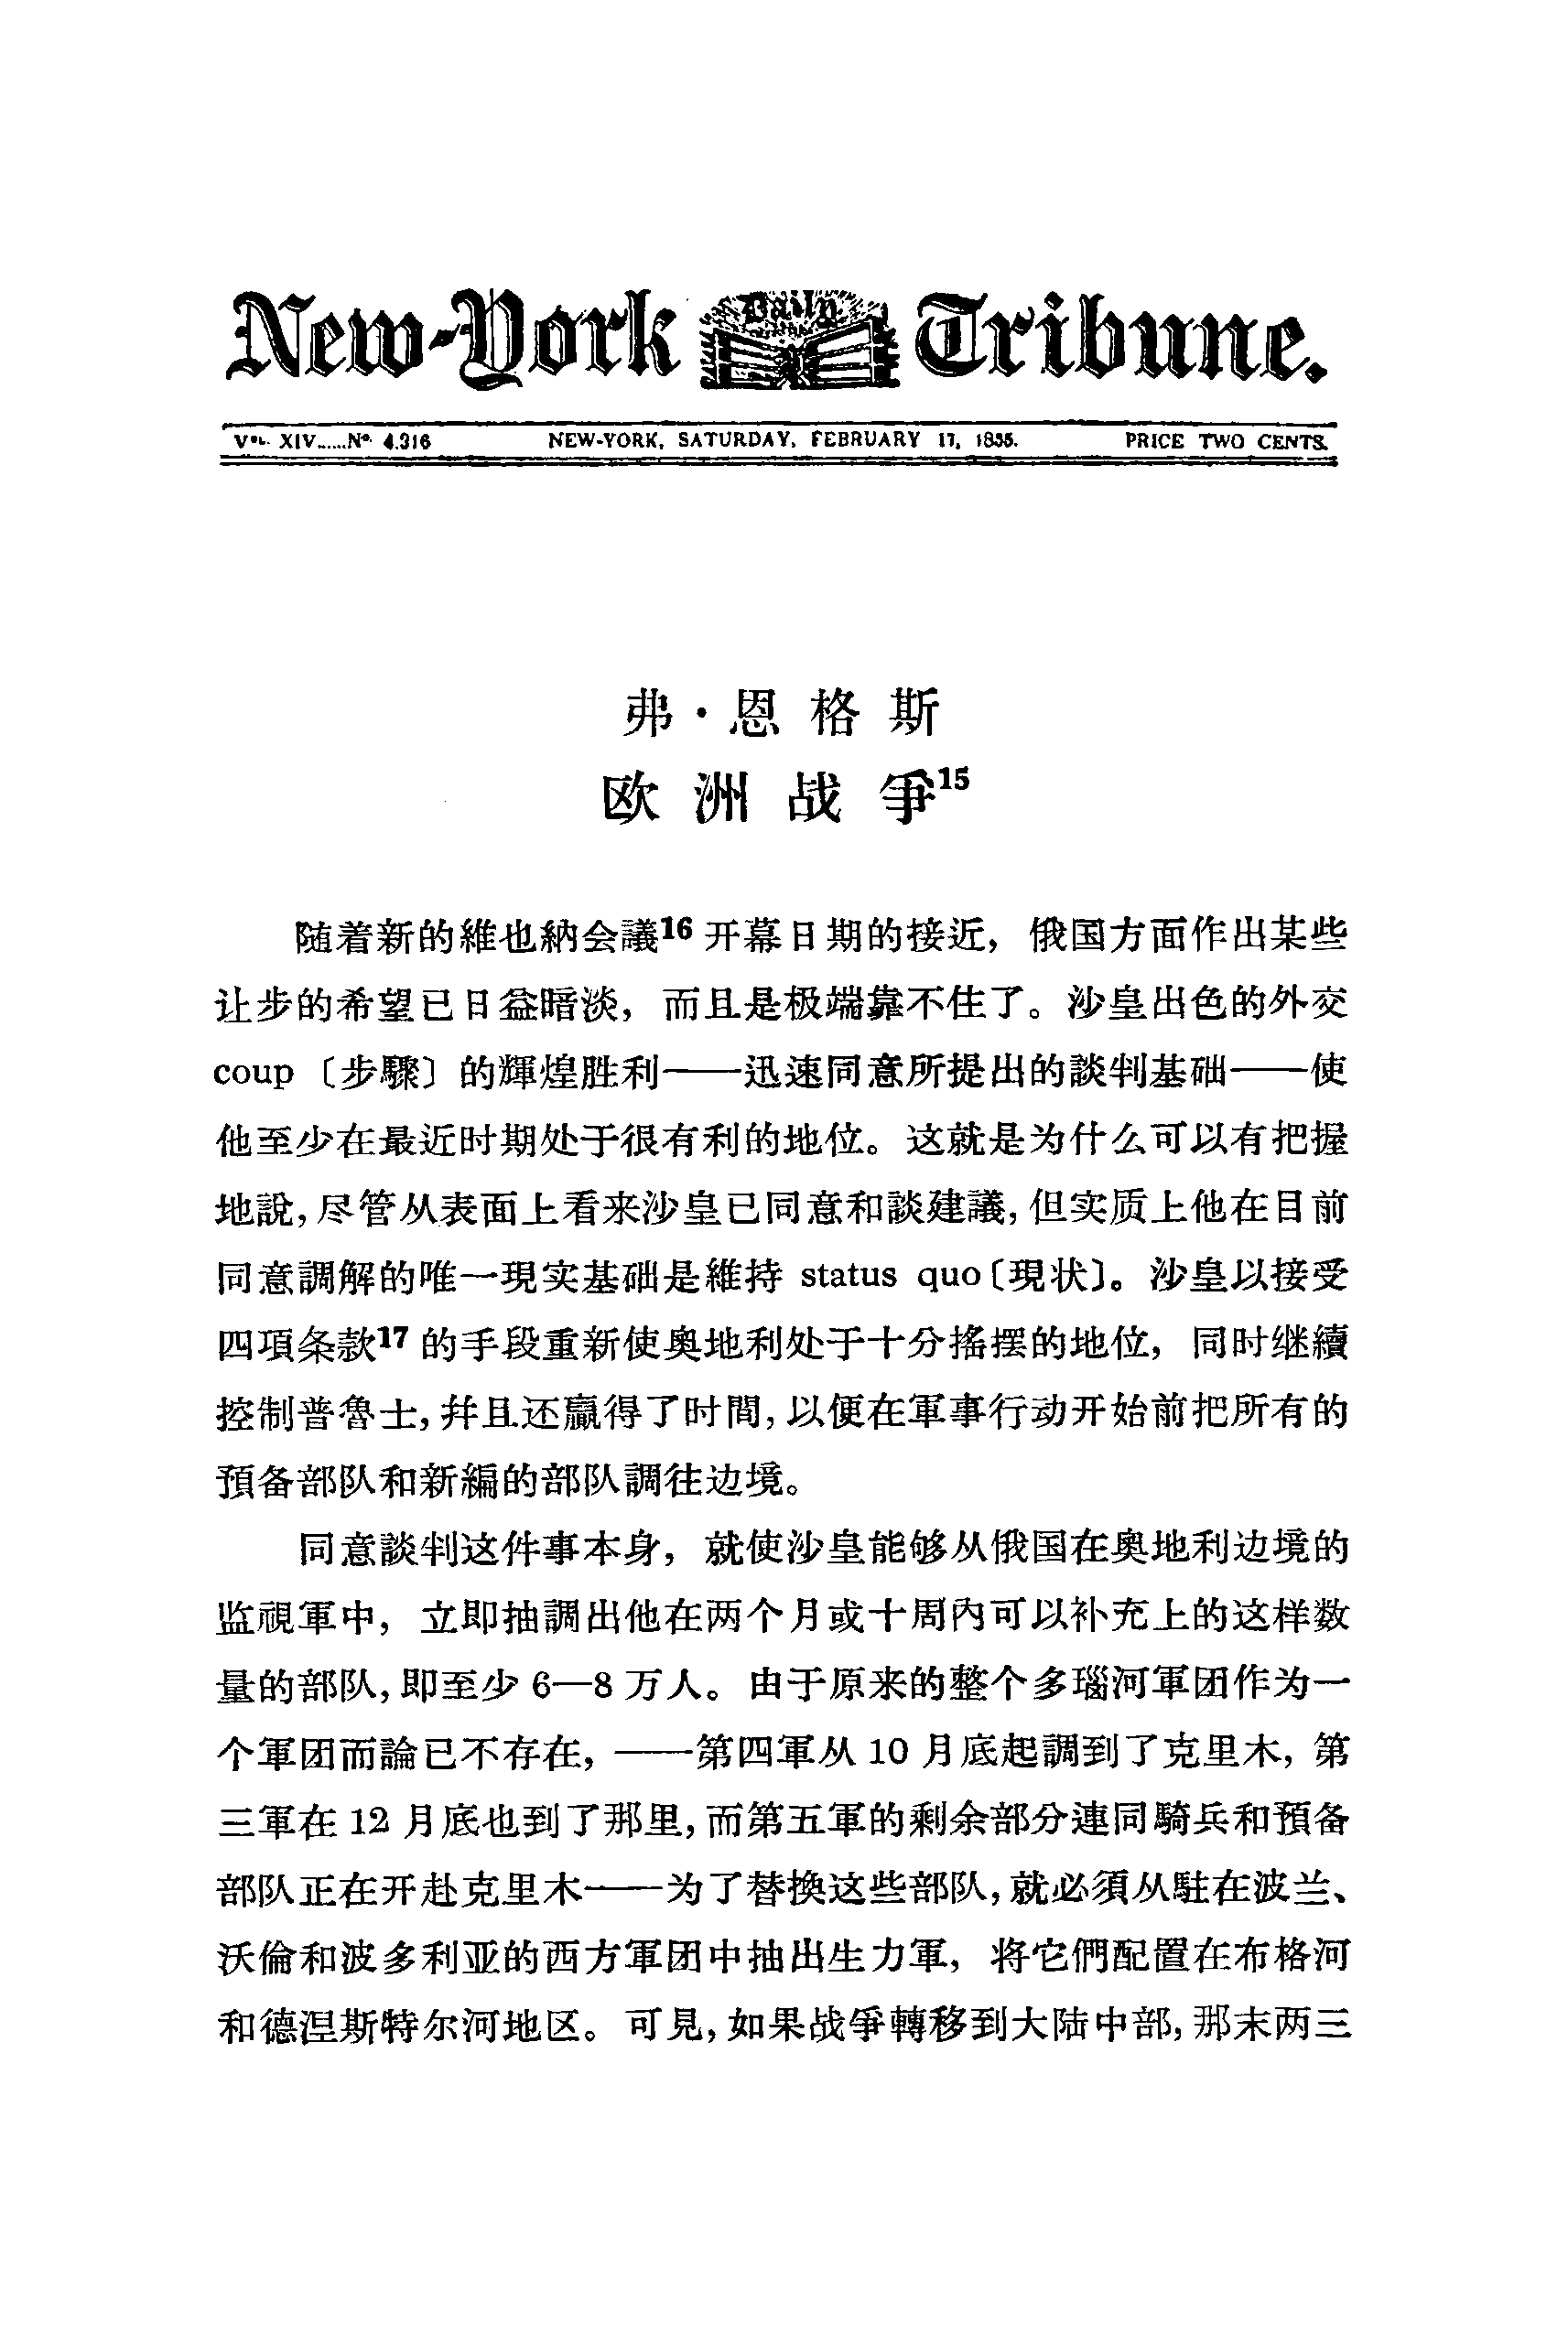 New-York Daily Tribune.
VOL. XIV.....No. 4.316 NEW-YORK, SATURDAY, FEBRUARY 17, 1855. PRICE TWO CENTS.
弗·恩格斯
欧洲战爭15
随着新的維也納会議16开幕日期的接近，俄国方面作出某些
让步的希望已日益暗淡，而且是极端靠不住了。沙皇出色的外交
coup〔步驟〕的輝煌胜利——迅速同意所提出的談判基础——使
他至少在最近时期处于很有利的地位。这就是为什么可以有把握
地說，尽管从表面上看来沙皇已同意和談建議，但实质上他在目前
同意調解的唯一現实基础是維持 status quo〔現状〕。沙皇以接受
四項条款17的手段重新使奥地利处于十分搖摆的地位，同时继續
控制普魯士，幷且还贏得了时間，以便在軍事行动开始前把所有的
預备部队和新編的部队調往边境。
同意談判这件事本身，就使沙皇能够从俄国在奥地利边境的
监視軍中，立即抽調出他在两个月或十周内可以补充上的这样数
量的部队，即至少 6—8 万人。由于原来的整个多瑙河軍团作为一
个軍团而論已不存在，——第四軍从 10 月底起調到了克里木，第
三軍在 12 月底也到了那里，而第五軍的剩余部分連同騎兵和預备
部队正在开赴克里木——为了替換这些部队，就必須从駐在波兰、
沃倫和波多利亚的西方軍团中抽出生力軍，将它們配置在布格河
和德涅斯特尔河地区。可見，如果战爭轉移到大陆中部，那末两三